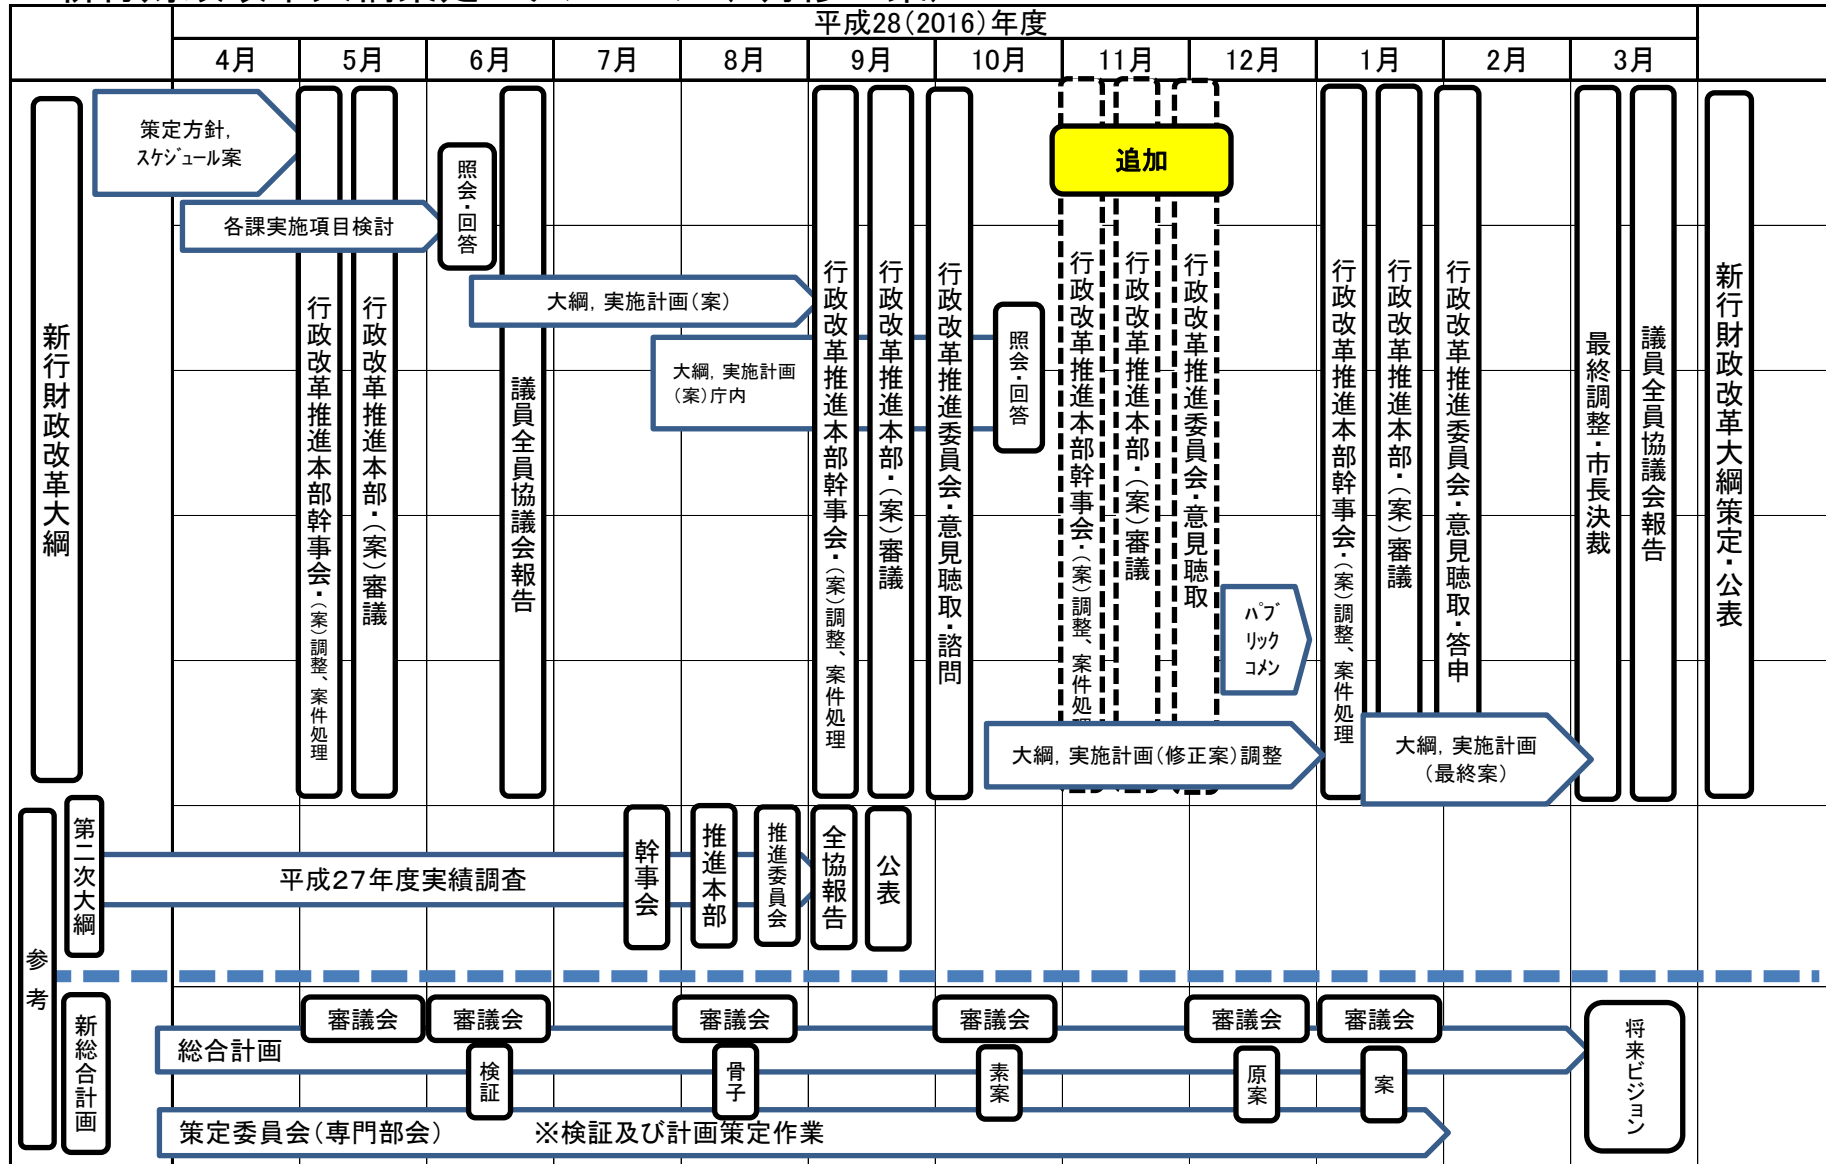 平成28(2016)年度
4月
5月
6月
7月
8月
9月
10月
11月
12月
1月
2月
3月
新行財政改革大綱
策定方針,
スケジュール案
各課実施項目検討
行政改革推進本部幹事会・(案)調整、案件処理
行政改革推進本部・(案)審議
照会・回答
議員全員協議会報告
大綱, 実施計画(案)
大綱, 実施計画
(案)庁内
行政改革推進本部幹事会・(案)調整、案件処理
行政改革推進本部・(案)審議
行政改革推進委員会・意見聴取・諮問
照会・回答
追加
行政改革推進本部幹事会・(案)調整、案件処理
行政改革推進本部・(案)審議
行政改革推進委員会・意見聴取
パブ
リック
コメン
大綱, 実施計画(修正案)調整
行政改革推進本部幹事会・(案)調整、案件処理
行政改革推進本部・(案)審議
行政改革推進委員会・意見聴取・答申
大綱, 実施計画
(最終案)
最終調整・市長決裁
議員全員協議会報告
新行財政改革大綱策定・公表
参考
第二次大綱
平成27年度実績調査
幹事会
推進本部
推進委員会
全協報告
公表
新総合計画
総合計画
審議会
審議会
審議会
審議会
審議会
審議会
検証
骨子
素案
原案
案
将来ビジョン
策定委員会(専門部会)
※検証及び計画策定作業